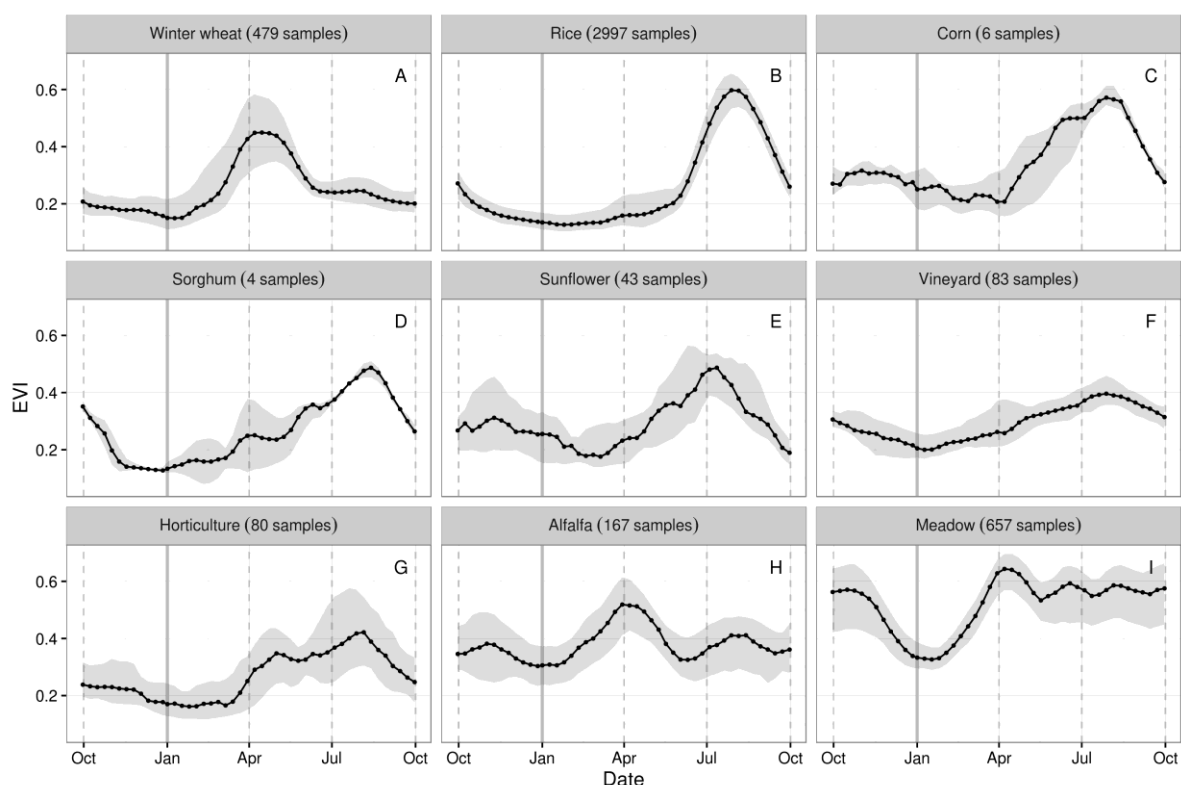 Winter wheat (479 samples)
Rice (2997 samples)
Corn (6 samples)
A
B
C
0.6
0.4
0.2
Sorghum (4 samples)
Sunflower (43 samples)
Vineyard (83 samples)
D
E
F
0.6
0.4
0.2
EVI
Horticulture (80 samples)
Alfalfa (167 samples)
Meadow (657 samples)
G
H
I
0.6
0.4
0.2
Oct Jan Apr Jul Oct
Oct Jan Apr Jul Oct
Oct Jan Apr Jul Oct
Date